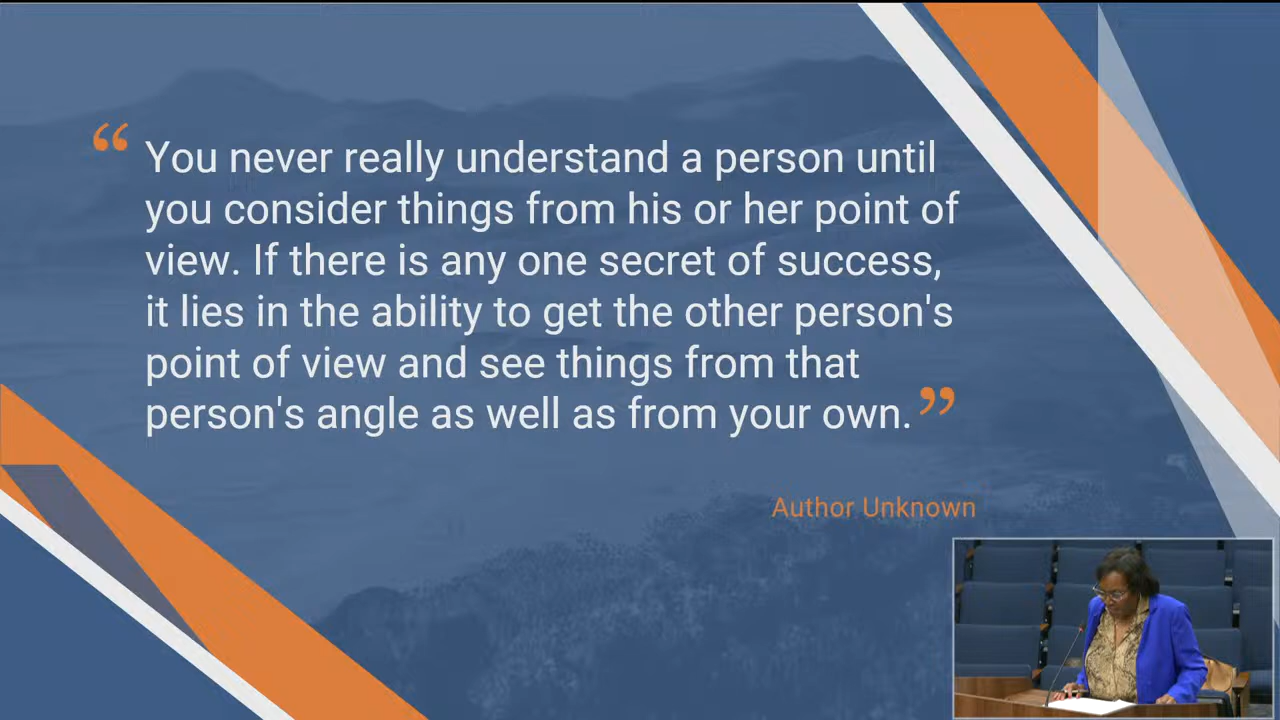 “You never really understand a person until
you consider things from his or her point of
view. If there is any one secret of success,
it lies in the ability to get the other person's
point of view and see things from that
person's angle as well as from your own.”
Author Unknown